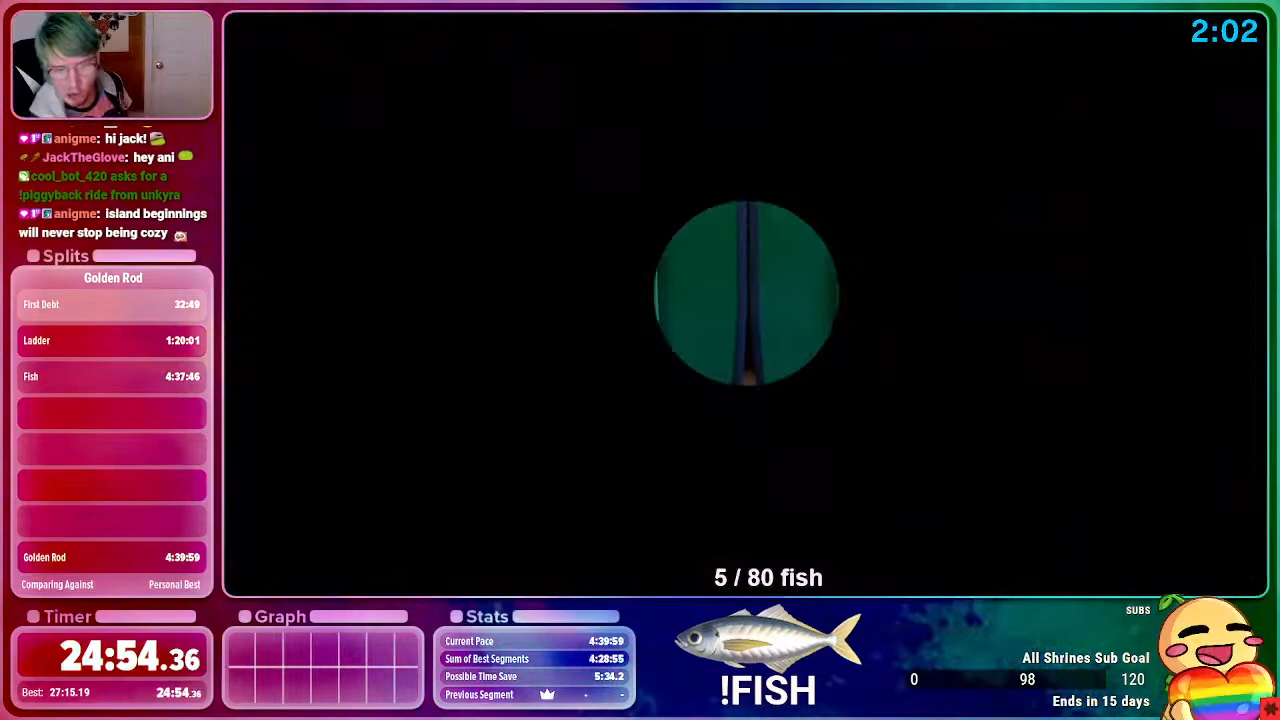 2:02
anigme: hi jack!
JackTheGlove: hey ani
cool_bot_420 asks for a
!piggyback ride from unkyra
anigme: island beginnings
will never stop being cozy
Splits
Golden Rod
First Debt 32:49
Ladder 1:20:01
Fish 4:37:46
Golden Rod 4:39:59
Comparing Against Personal Best
5 / 80 fish
Timer
24:54.36
Best: 27:15.19 24:54.36
Graph
Stats
Current Pace 4:39:59
Sum of Best Segments 4:28:55
Possible Time Save 5:34.2
Previous Segment - -
!FISH
SUBS
All Shrines Sub Goal
0 98 120
Ends in 15 days